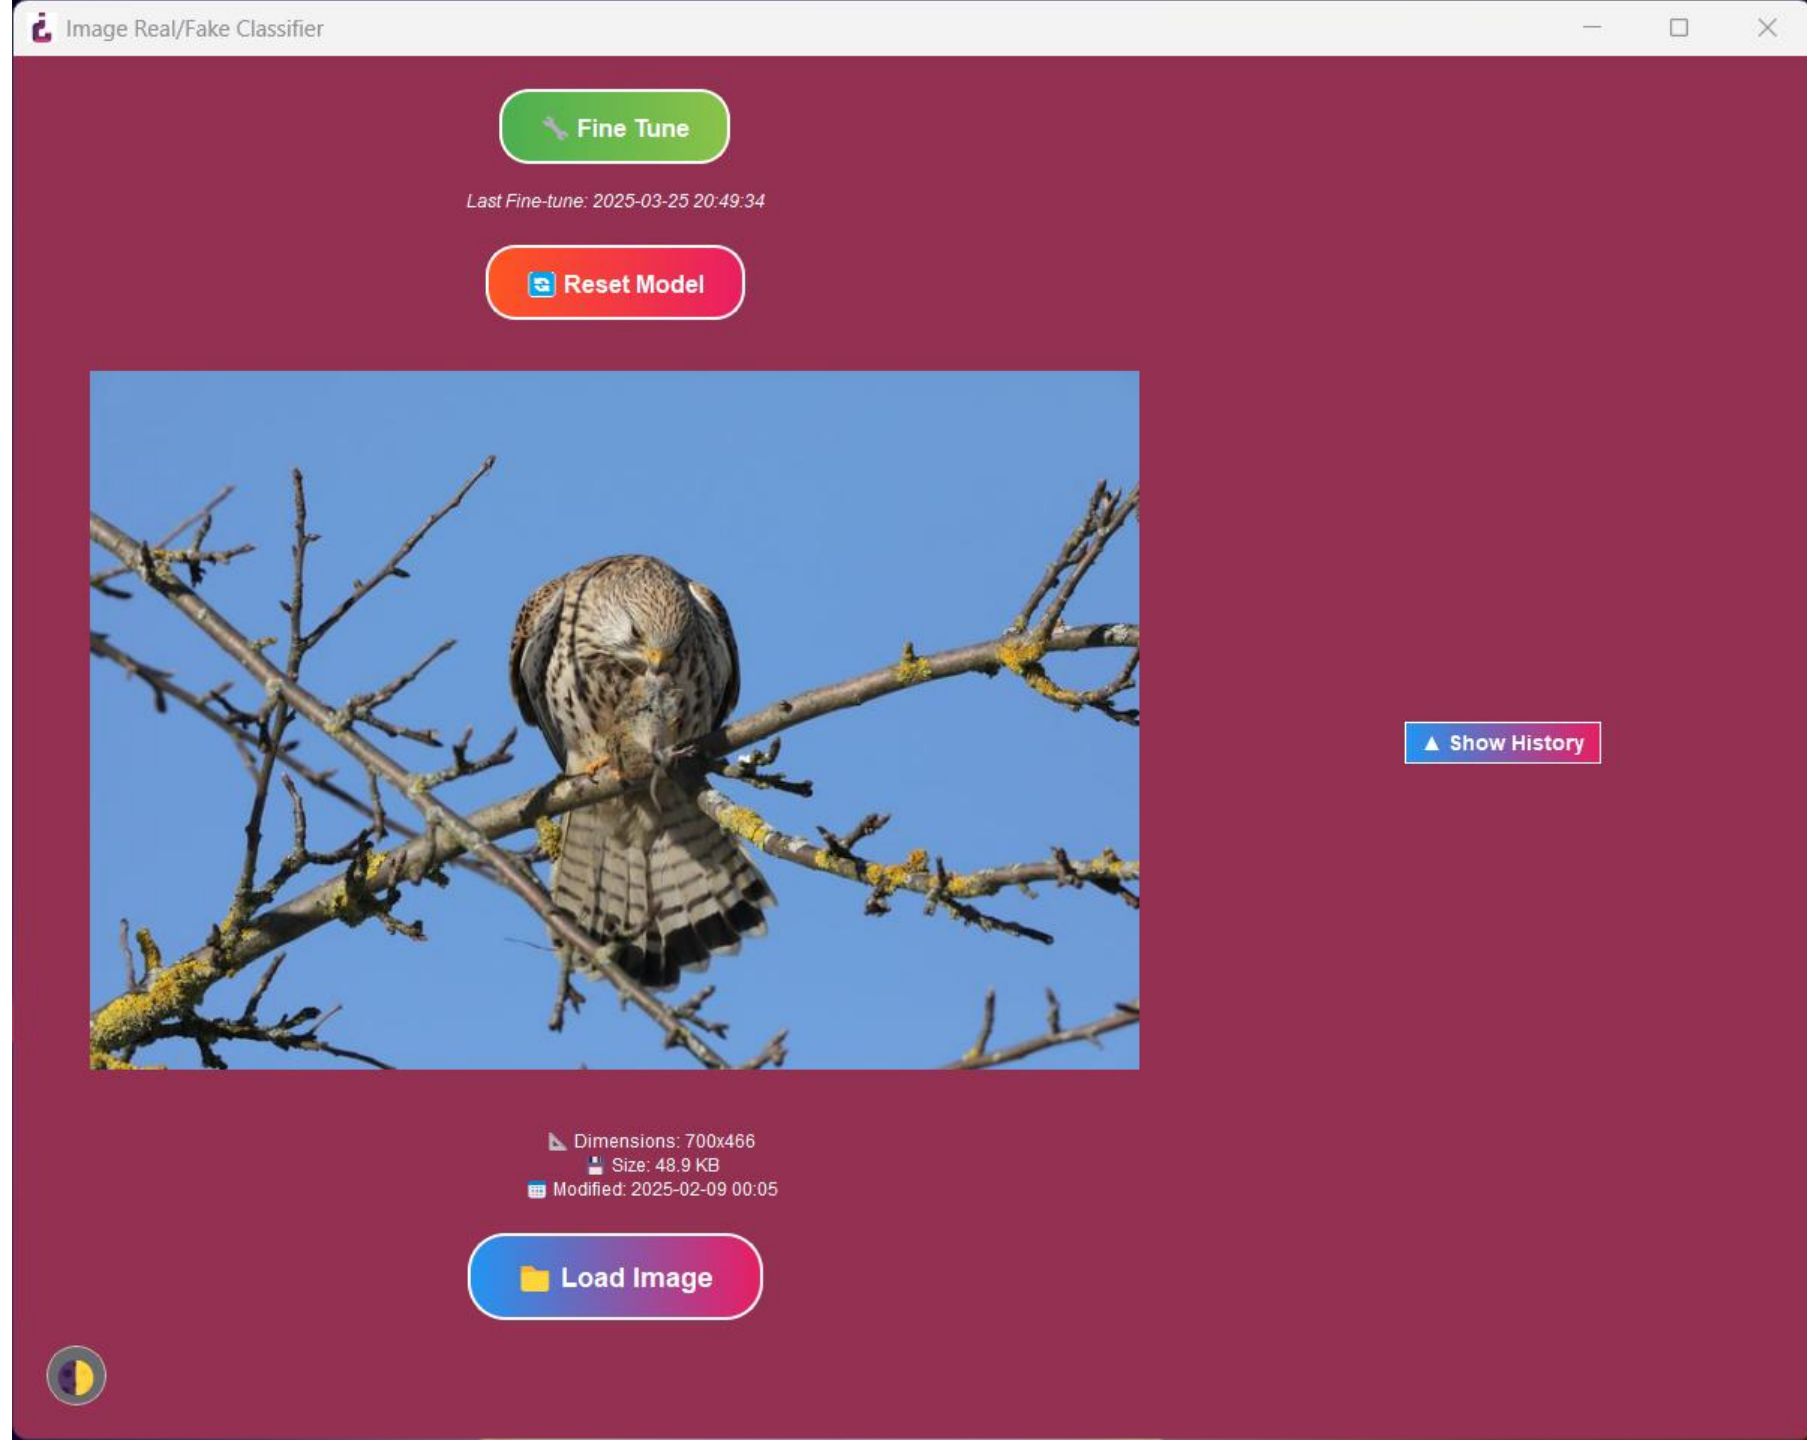 Image Real/Fake Classifier
Fine Tune
Last Fine-tune: 2025-03-25 20:49:34
Reset Model
▲ Show History
Dimensions: 700x466
Size: 48.9 KB
Modified: 2025-02-09 00:05
Load Image